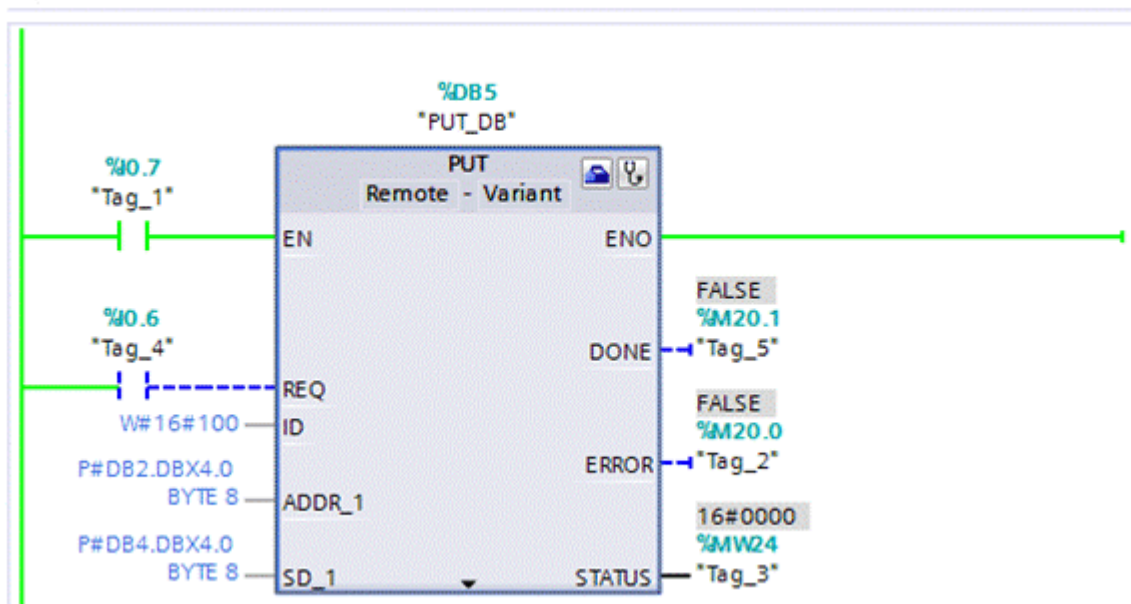 %DB5
"PUT_DB"
PUT
Remote - Variant
%I0.7
"Tag_1"
EN
ENO
FALSE
%M20.1
"Tag_5"
DONE
%I0.6
"Tag_4"
REQ
W#16#100
ID
FALSE
%M20.0
"Tag_2"
ERROR
P#DB2.DBX4.0
BYTE 8
ADDR_1
16#0000
%MW24
"Tag_3"
STATUS
P#DB4.DBX4.0
BYTE 8
SD_1